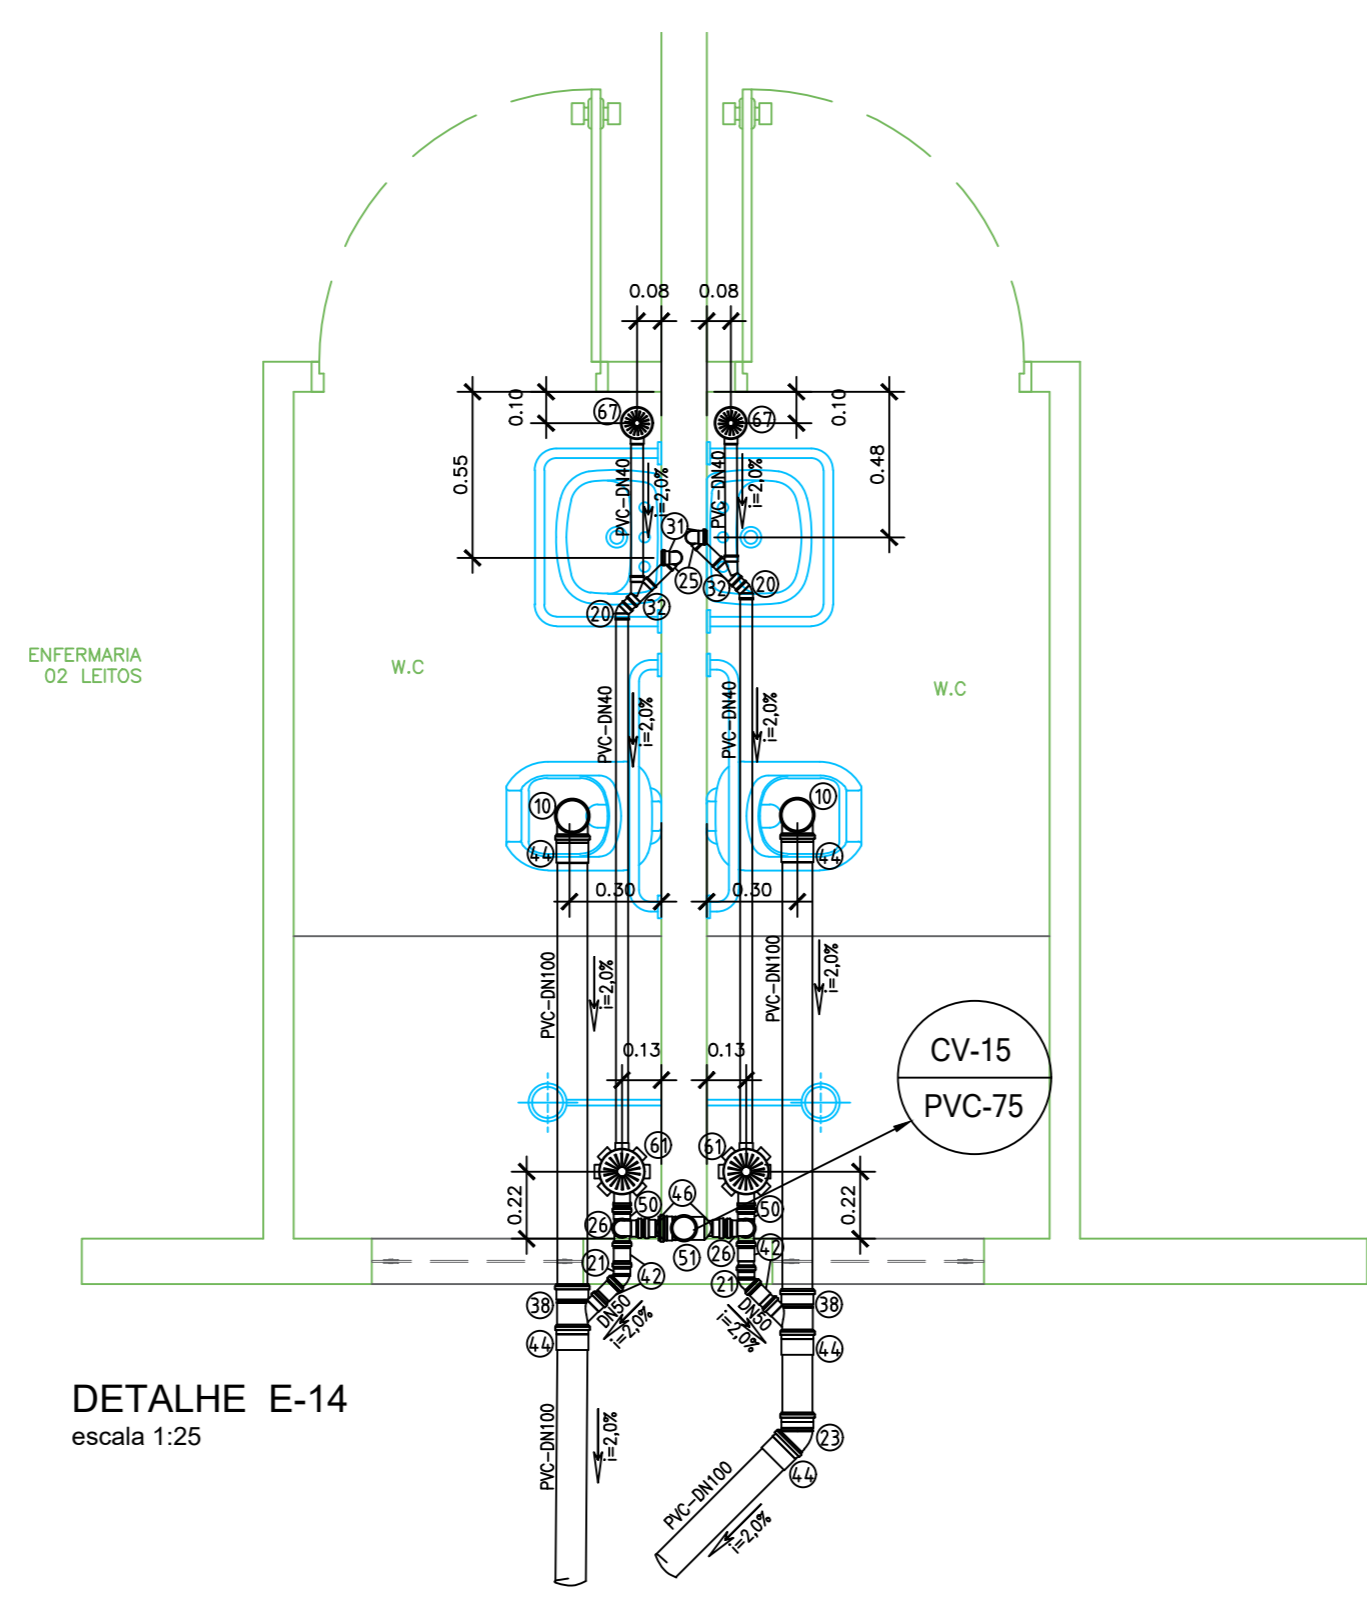 0.08
0.08
0.10
67
67
0.10
0.55
0.48
PVC-DN40
i=2,0%
PVC-DN40
i=2,0%
31
25
32
32
20
20
ENFERMARIA
02 LEITOS
W.C
W.C
PVC-DN40
i=2,0%
PVC-DN40
i=2,0%
10
10
44
44
0.30
0.30
PVC-DN100
i=2,0%
PVC-DN100
i=2,0%
0.13
0.13
CV-15
PVC-75
61
61
0.22
0.22
46
50
50
26
26
51
42
42
21
21
38
38
DN50
i=2,0%
DN50
i=2,0%
44
44
DETALHE E-14
escala 1:25
PVC-DN100
i=2,0%
23
44
PVC-DN100
i=2,0%